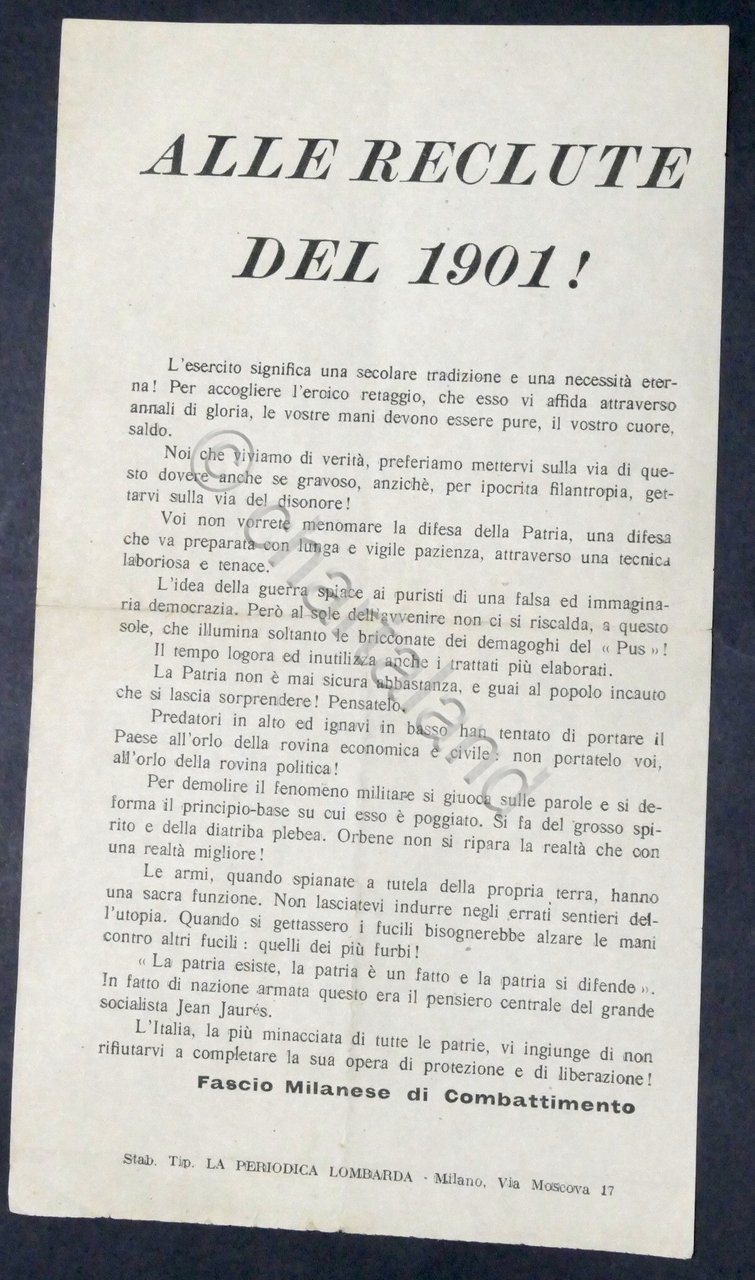 ALLE RECLUTE
DEL 1901!
L'esercito significa una secolare tradizione e una necessità eter-
na! Per accogliere l'eroico retaggio, che esso vi affida attraverso
annali di gloria, le vostre mani devono essere pure, il vostro cuore,
saldo.
Noi che viviamo di verità, preferiamo mettervi sulla via di que-
sto dovere anche se gravoso, anzichè, per ipocrita filantropia, get-
tarvi sulla via del disonore!
Voi non vorrete menomare la difesa della Patria, una difesa
che va preparata con lunga e vigile pazienza, attraverso una tecnica
laboriosa e tenace.
L'idea della guerra spiace ai puristi di una falsa ed immagina-
ria democrazia. Però al sole dell'avvenire non ci si riscalda, a questo
sole, che illumina soltanto le bricconate dei demagoghi del « Pus »!
Il tempo logora ed inutilizza anche i trattati più elaborati.
La Patria non è mai sicura abbastanza, e guai al popolo incauto
che si lascia sorprendere! Pensatelo.
Predatori in alto ed ignavi in basso han tentato di portare il
Paese all'orlo della rovina economica e civile: non portatelo voi,
all'orlo della rovina politica!
Per demolire il fenomeno militare si giuoca sulle parole e si de-
forma il principio-base su cui esso è poggiato. Si fa del grosso spi-
rito e della diatriba plebea. Orbene non si ripara la realtà che con
una realtà migliore!
Le armi, quando spianate a tutela della propria terra, hanno
una sacra funzione. Non lasciatevi indurre negli errati sentieri del-
l'utopia. Quando si gettassero i fucili bisognerebbe alzare le mani
contro altri fucili: quelli dei più furbi!
« La patria esiste, la patria è un fatto e la patria si difende ».
In fatto di nazione armata questo era il pensiero centrale del grande
socialista Jean Jaurés.
L'Italia, la più minacciata di tutte le patrie, vi ingiunge di non
rifiutarvi a completare la sua opera di protezione e di liberazione!
Fascio Milanese di Combattimento
Stab. Tip. LA PERIODICA LOMBARDA - Milano, Via Moscova 17
© chartaland